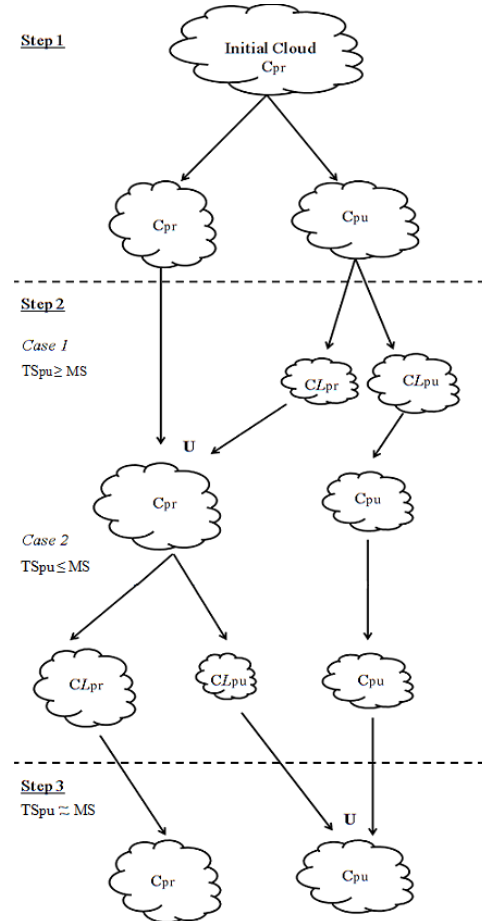 Step 1
Initial Cloud
Cpr
Cpr
Cpu
Step 2
Case 1
TSpu ≥ MS
CLpr
CLpu
U
Cpr
Cpu
Case 2
TSpu ≤ MS
CLpr
CLpu
Cpu
Step 3
TSpu ≈ MS
U
Cpr
Cpu